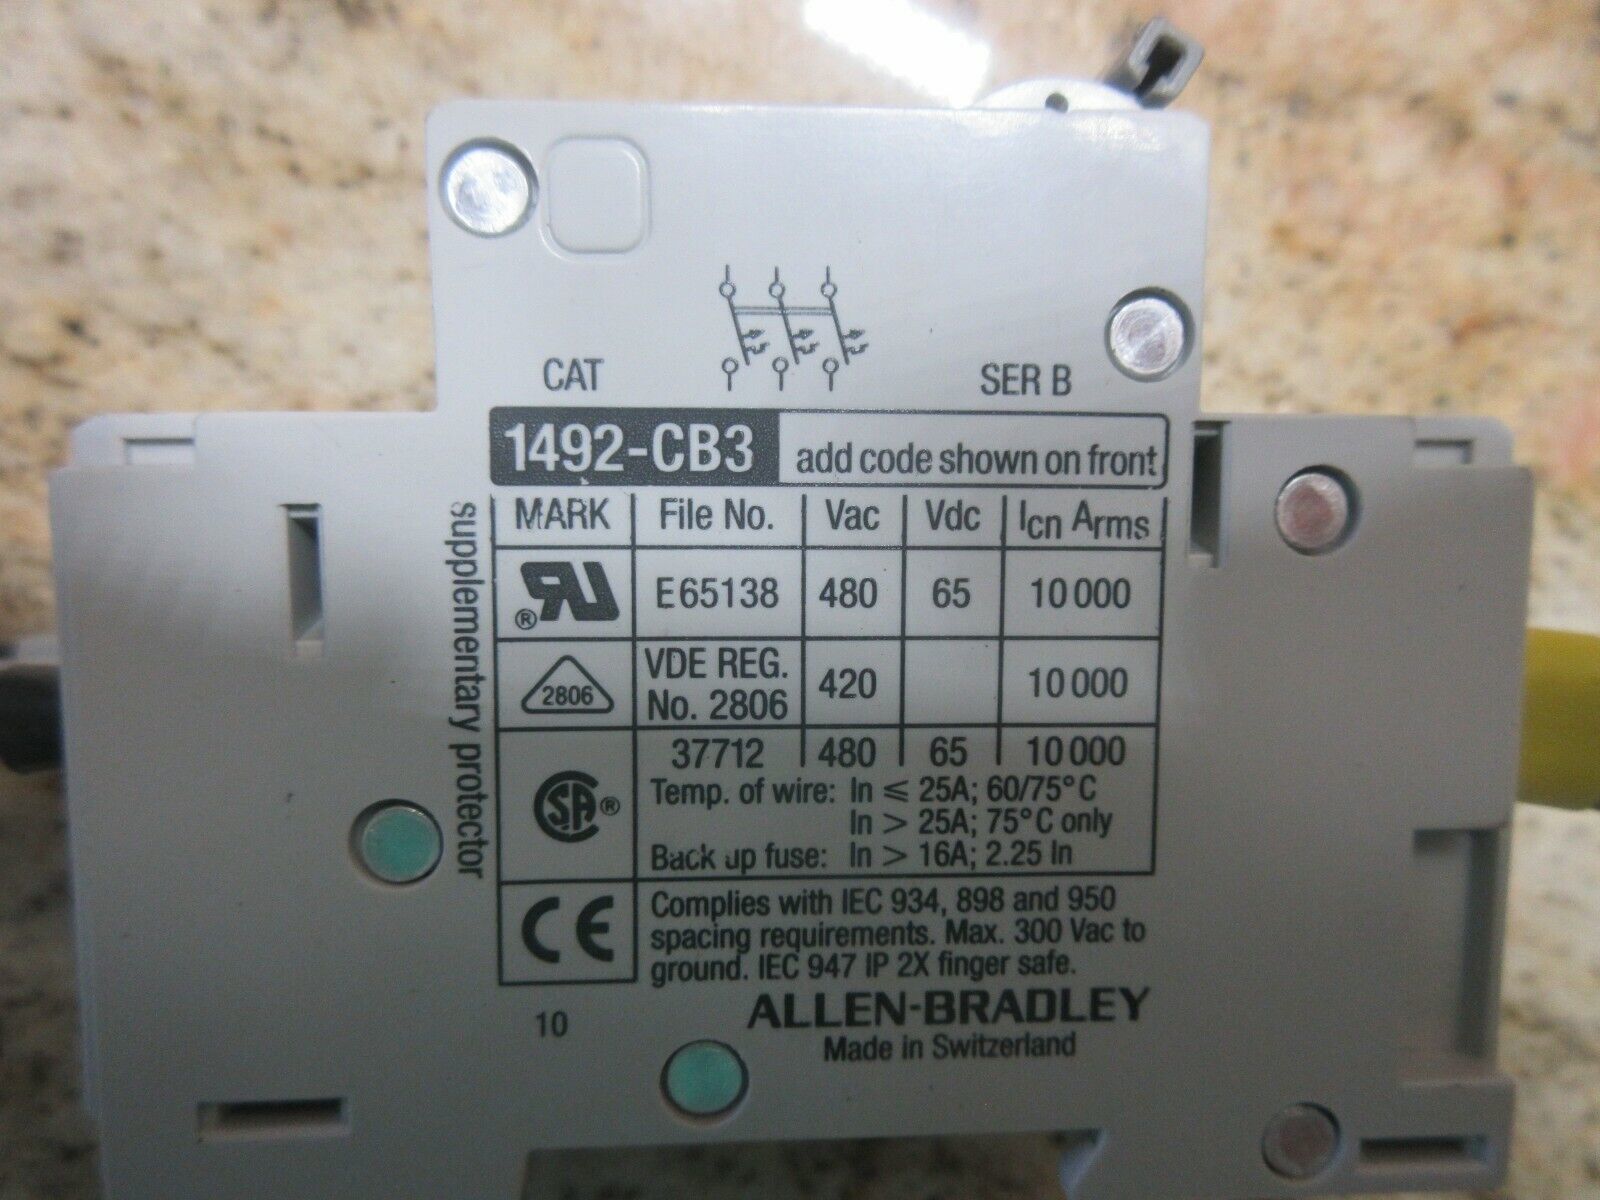 CAT
SER B
1492-CB3 add code shown on front
supplementary protector
MARK File No. Vac Vdc Icn Arms
RU ® E65138 480 65 10 000
2806 VDE REG. No. 2806 420 10 000
37712 480 65 10 000
SA ®
Temp. of wire: In ≤ 25A; 60/75°C
In > 25A; 75°C only
Back up fuse: In > 16A; 2.25 In
CE
Complies with IEC 934, 898 and 950
spacing requirements. Max. 300 Vac to
ground. IEC 947 IP 2X finger safe.
10
ALLEN-BRADLEY
Made in Switzerland